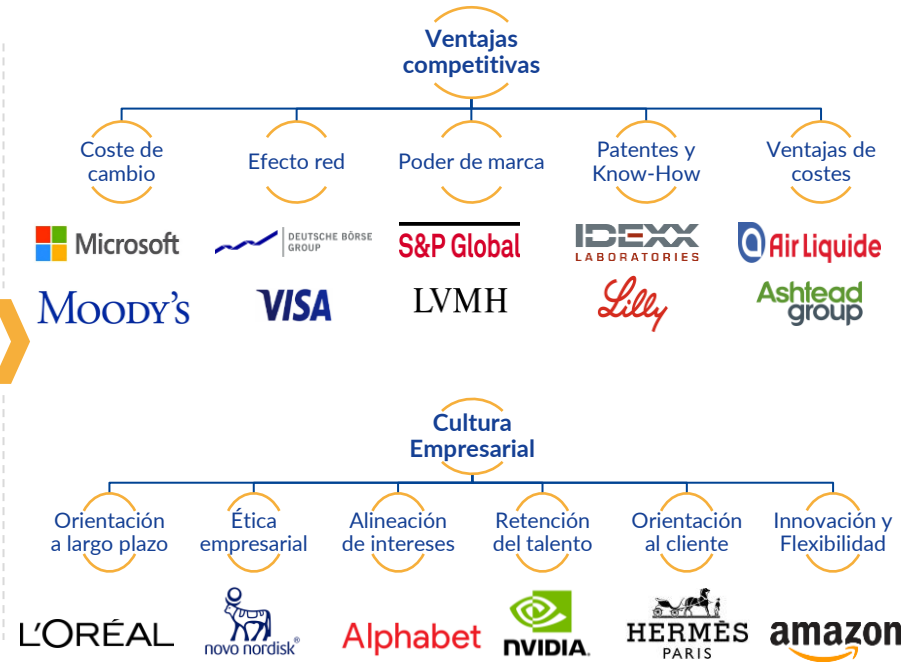 Ventajas
competitivas
Coste de
cambio
Efecto red
Poder de marca
Patentes y
Know-How
Ventajas de
costes
Microsoft
DEUTSCHE BÖRSE
GROUP
S&P Global
IDEXX
LABORATORIES
Air Liquide
MOODY'S
VISA
LVMH
Lilly
Ashtead
group
Cultura
Empresarial
Orientación
a largo plazo
Ética
empresarial
Alineación
de intereses
Retención
del talento
Orientación
al cliente
Innovación y
Flexibilidad
L'ORÉAL
novo nordisk®
Alphabet
nVIDIA.
HERMÈS
PARIS
amazon